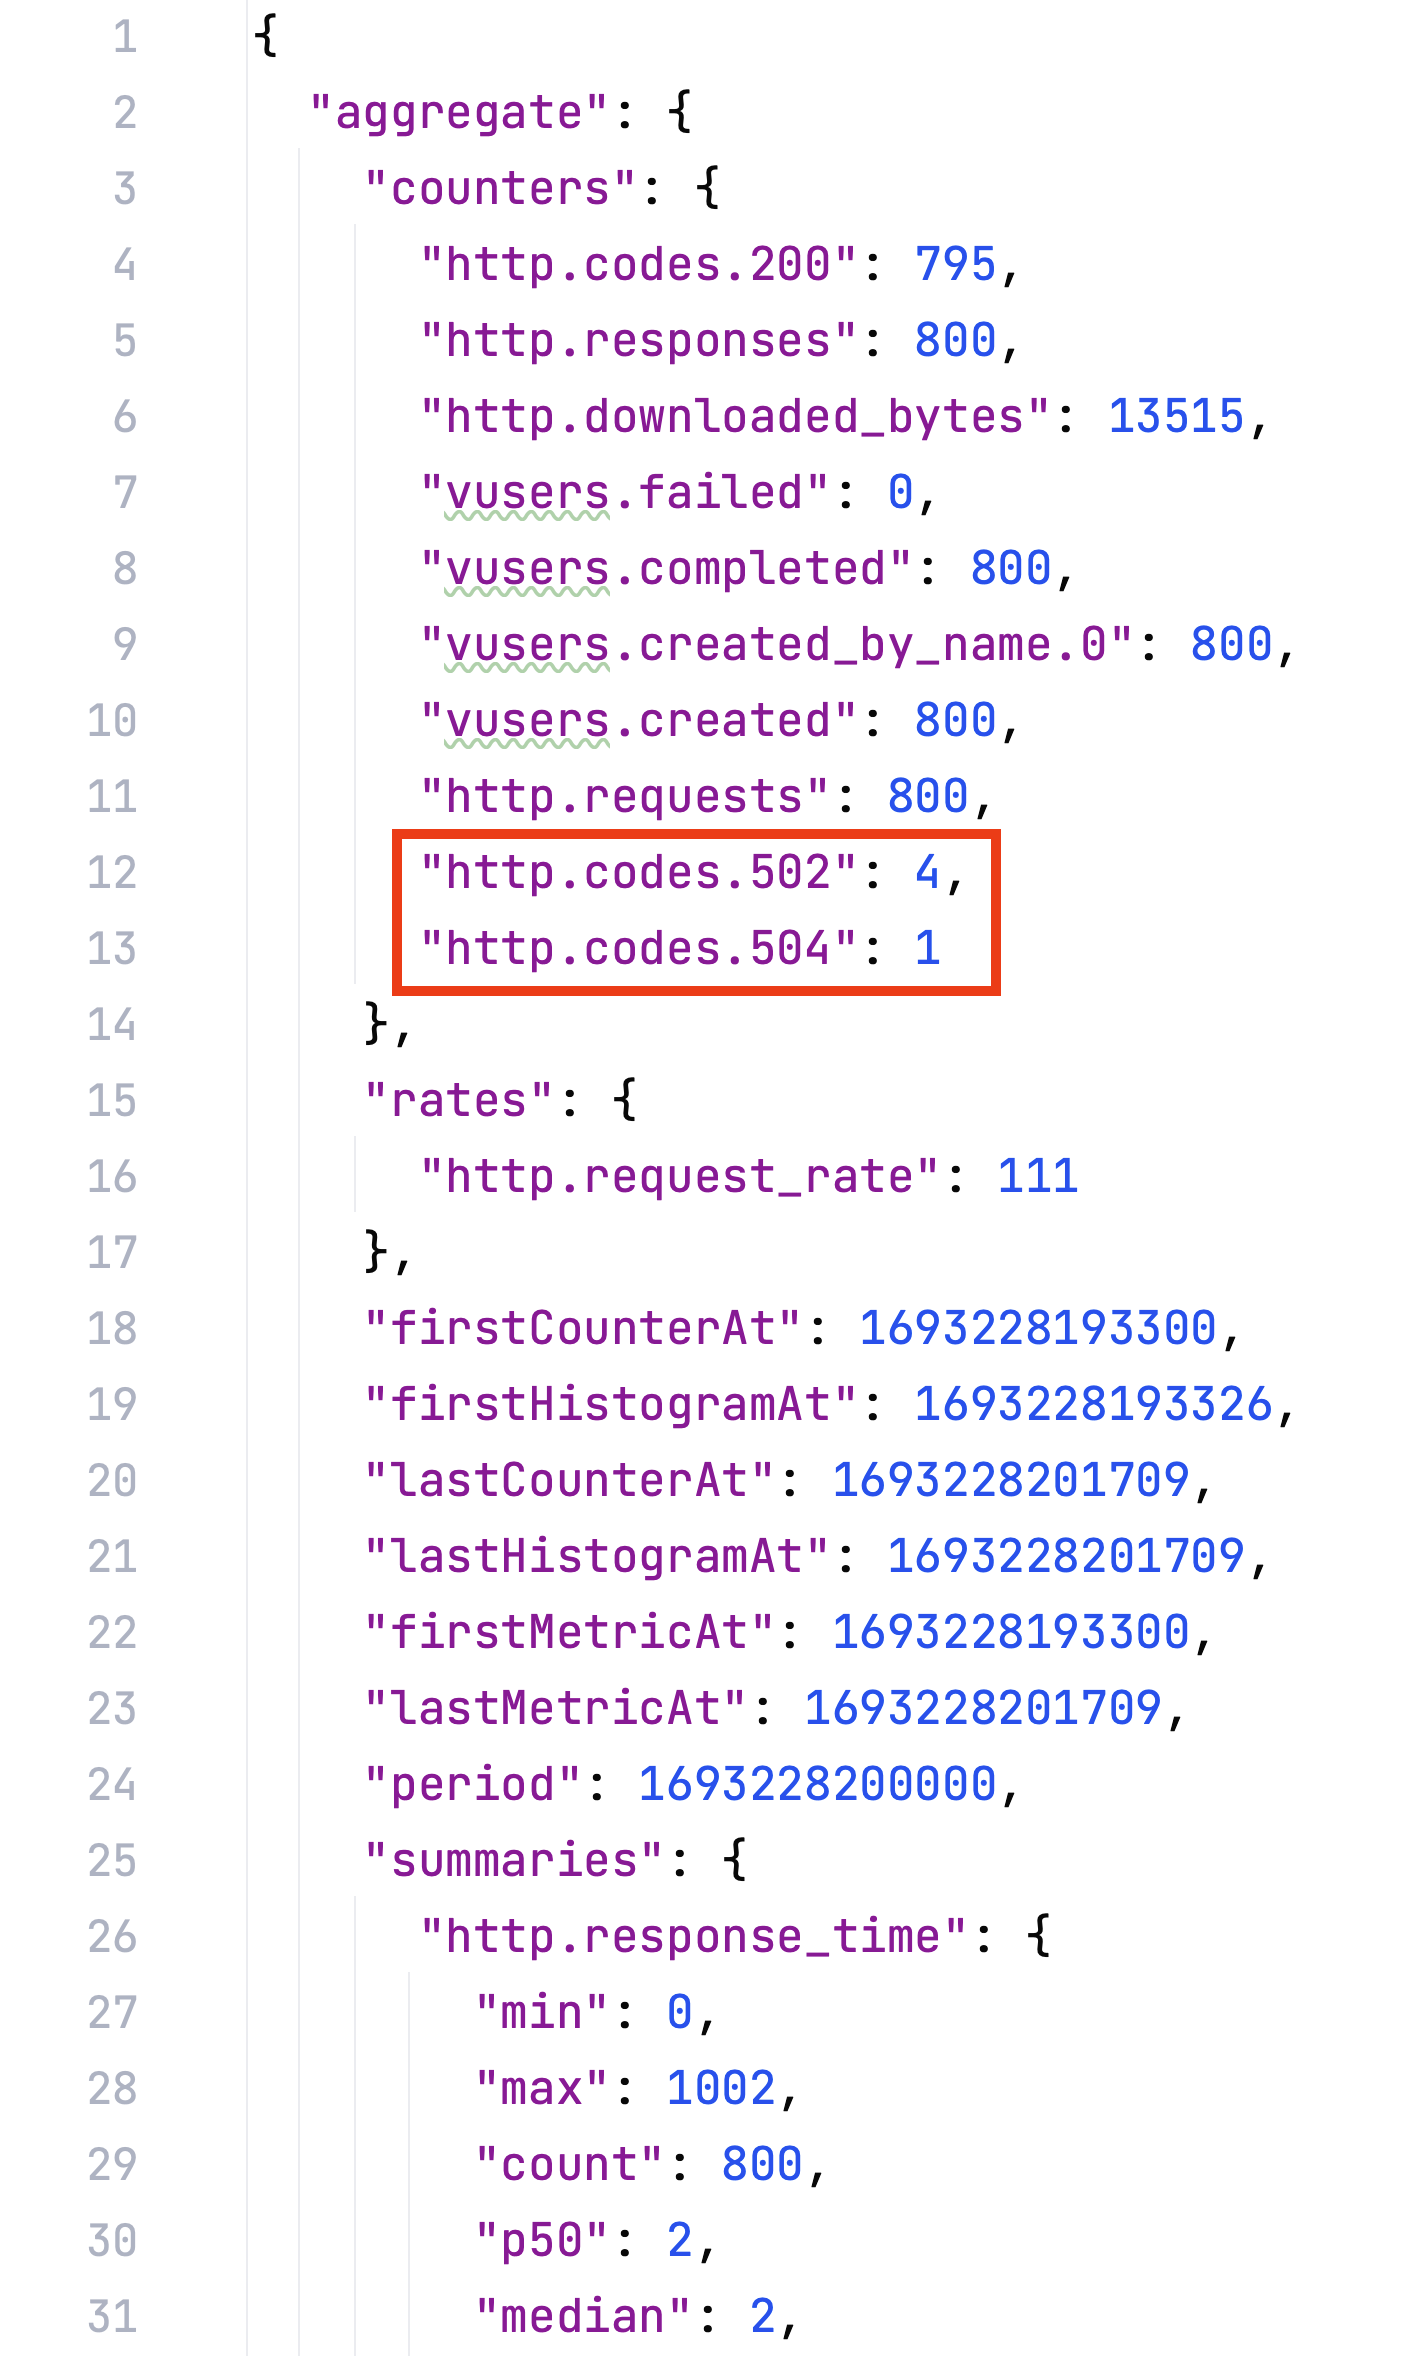 1 {
2 "aggregate": {
3 "counters": {
4 "http.codes.200": 795,
5 "http.responses": 800,
6 "http.downloaded_bytes": 13515,
7 "vusers.failed": 0,
8 "vusers.completed": 800,
9 "vusers.created_by_name.0": 800,
10 "vusers.created": 800,
11 "http.requests": 800,
12 "http.codes.502": 4,
13 "http.codes.504": 1
14 },
15 "rates": {
16 "http.request_rate": 111
17 },
18 "firstCounterAt": 1693228193300,
19 "firstHistogramAt": 1693228193326,
20 "lastCounterAt": 1693228201709,
21 "lastHistogramAt": 1693228201709,
22 "firstMetricAt": 1693228193300,
23 "lastMetricAt": 1693228201709,
24 "period": 1693228200000,
25 "summaries": {
26 "http.response_time": {
27 "min": 0,
28 "max": 1002,
29 "count": 800,
30 "p50": 2,
31 "median": 2,